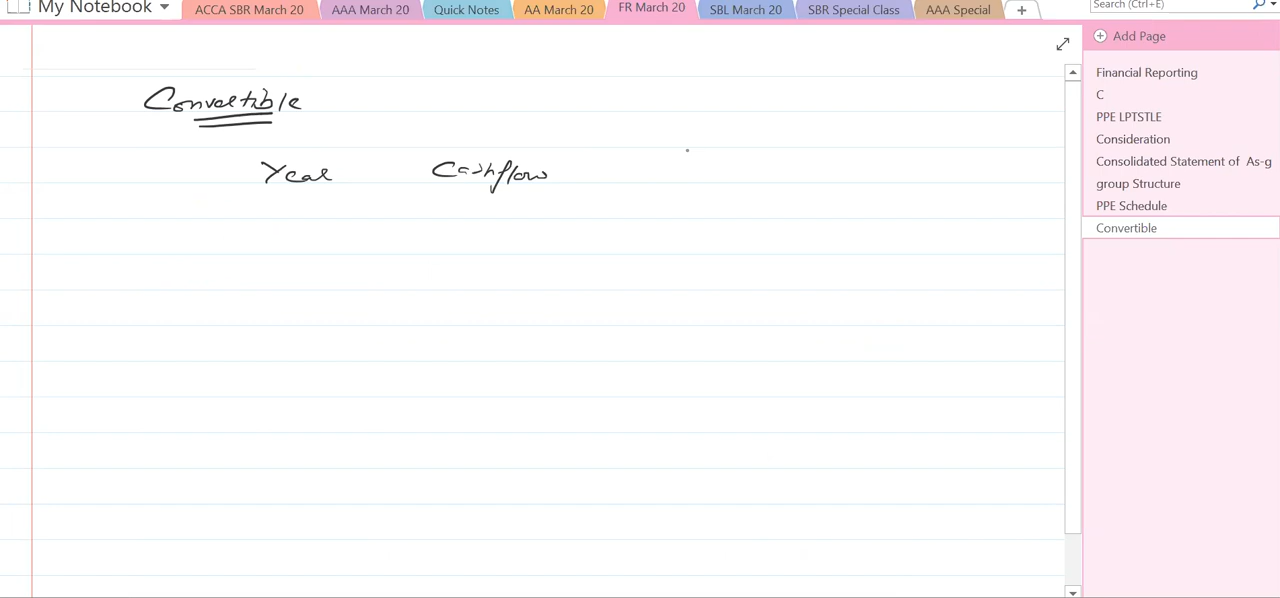 My Notebook
ACCA SBR March 20
AAA March 20
Quick Notes
AA March 20
FR March 20
SBL March 20
SBR Special Class
AAA Special
Search (Ctrl+E)
Add Page
Convertible
Year Cashflow
Financial Reporting
C
PPE LPTSTLE
Consideration
Consolidated Statement of As-g
group Structure
PPE Schedule
Convertible